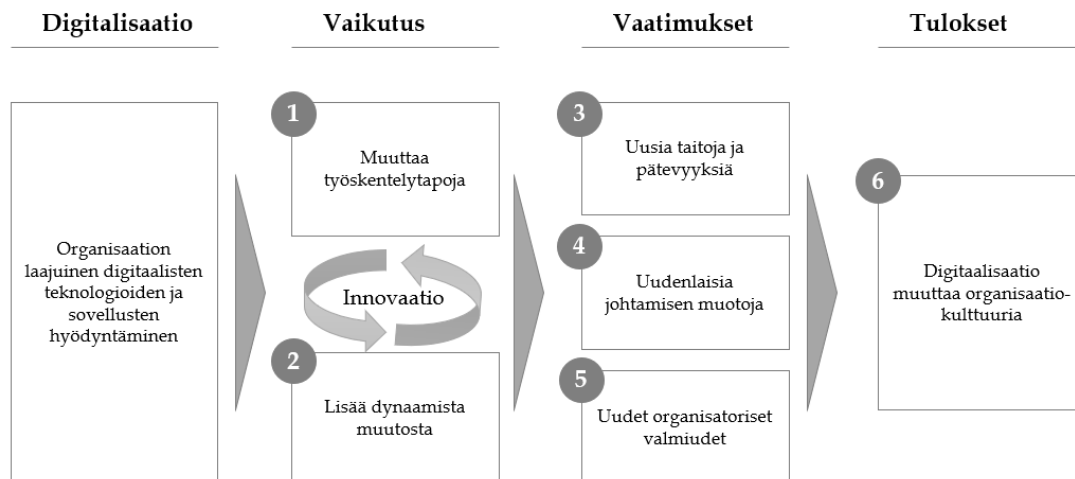 Digitalisaatio
Vaikutus
Vaatimukset
Tulokset
Organisaation
laajuinen digitaalisten
teknologioiden ja
sovellusten
hyödyntäminen
1
Muuttaa
työskentelytapoja
Innovaatio
2
Lisää dynaamista
muutosta
3
Uusia taitoja ja
pätevyyksiä
4
Uudenlaisia
johtamisen muotoja
5
Uudet organisatoriset
valmiudet
6
Digitaalisaatio
muuttaa organisaatio-
kulttuuria